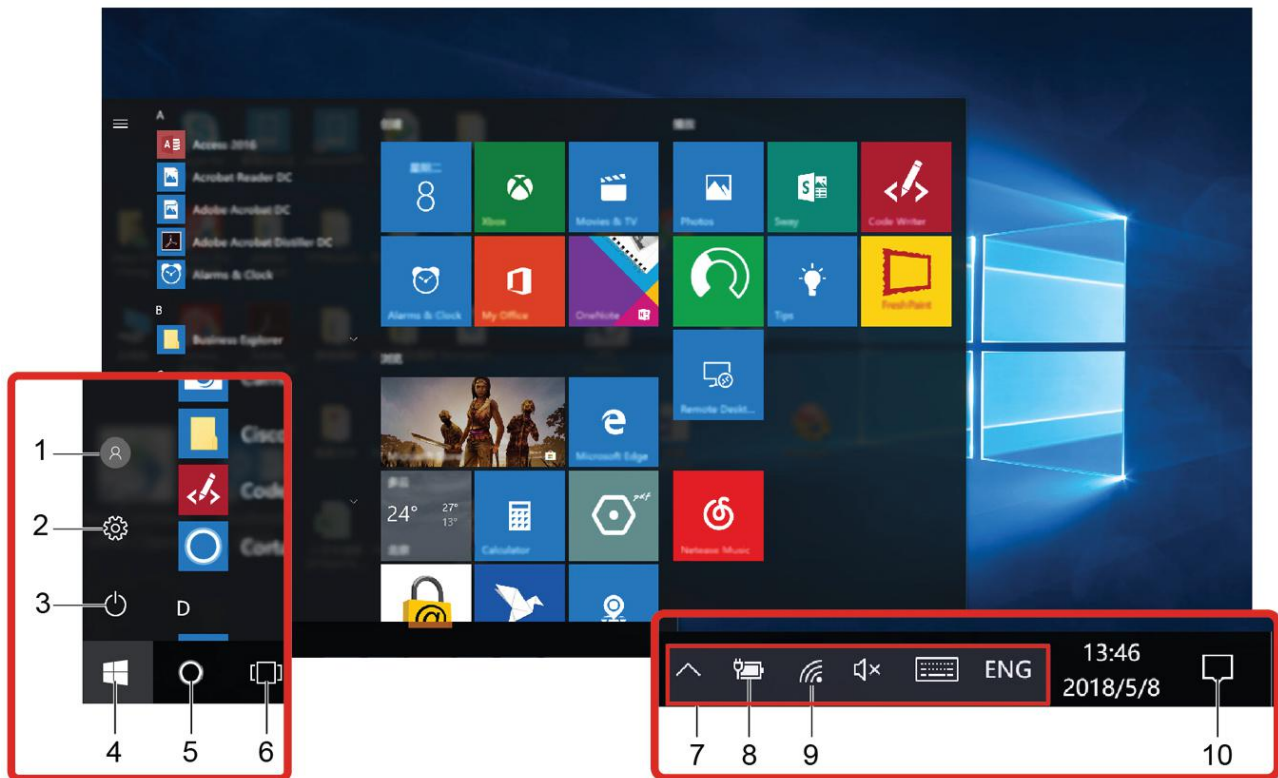 A
Access 2016
Acrobat Reader DC
Adobe Acrobat DC
Adobe Acrobat Distiller DC
Alarms & Clock
B
Business Explorer
8
Xbox
Movies & TV
Alarms & Clock
My Office
OneNote
Photos
Sway
Code Writer
Tips
FreshPaint
Remote Deskt...
Microsoft Edge
24° 27°
13°
Calculator
Netease Music
Cisco
Code
Corta
D
1
2
3
4
5
6
ENG
13:46
2018/5/8
7
8
9
10